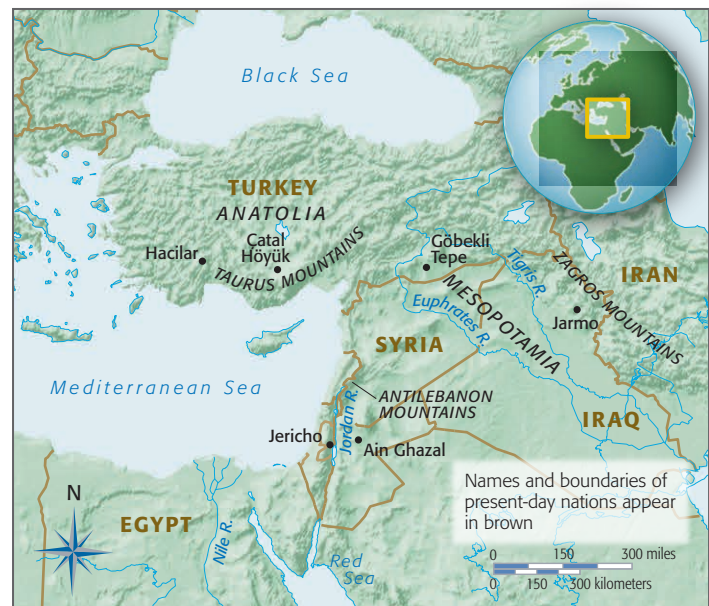 Black Sea
TURKEY
ANATOLIA
Hacilar
Çatal
Höyük
TAURUS MOUNTAINS
Göbekli
Tepe
Tigris R.
ZAGROS MOUNTAINS
IRAN
MESOPOTAMIA
Euphrates R.
Jarmo
SYRIA
Mediterranean Sea
ANTILEBANON
MOUNTAINS
IRAQ
Jordan R.
Jericho
Ain Ghazal
N
EGYPT
Nile R.
Red
Sea
Names and boundaries of
present-day nations appear
in brown
0 150 300 miles
0 150 300 kilometers